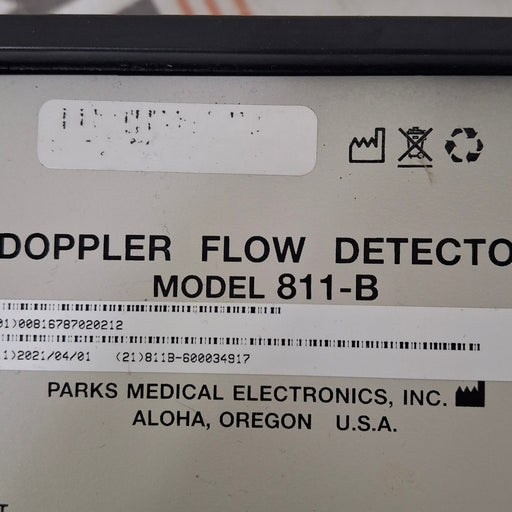 DOPPLER FLOW DETECTO
MODEL 811-B
01)00816787020212
11)2021/04/01 (21)811B-600034917
PARKS MEDICAL ELECTRONICS, INC.
ALOHA, OREGON U.S.A.